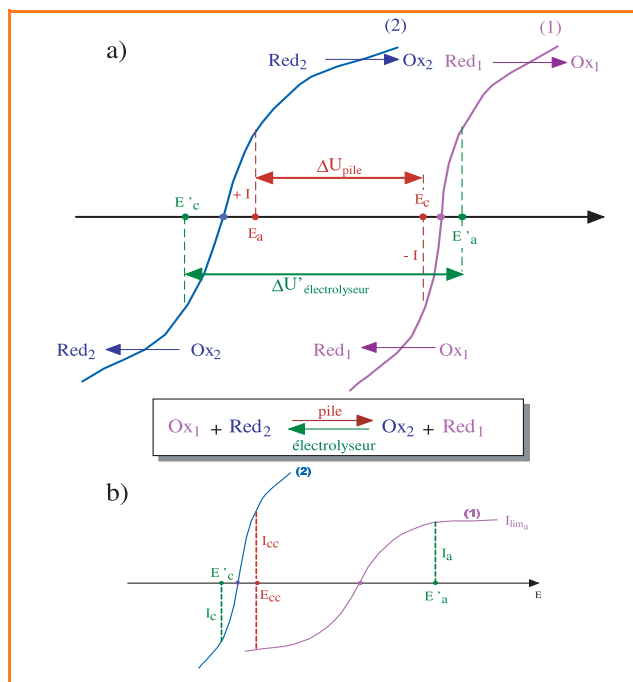 a)
(2)
(1)
Red2
Ox2
Red1
Ox1
ΔUpile
E'c
+ I
Ea
E'c
E'a
- I
ΔU'électrolyseur
Red2
Ox2
Red1
Ox1
pile
Ox1 + Red2
Ox2 + Red1
électrolyseur
b)
(2)
(1)
Ilima
Icc
Ia
E'c
Ecc
E'a
E
Ic